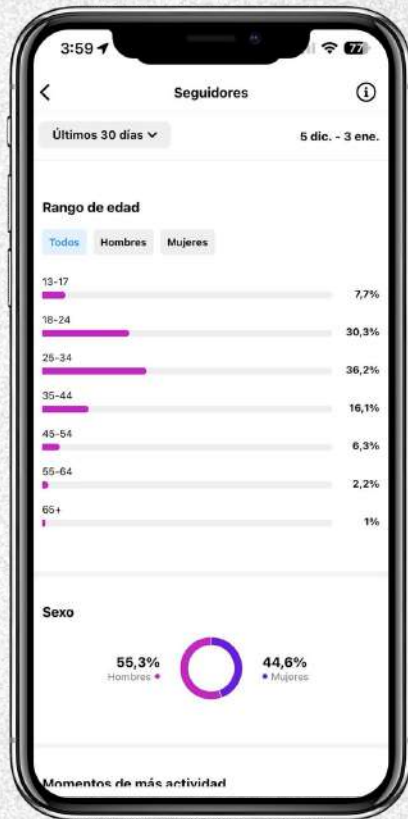 3:59
77
Seguidores
Últimos 30 días
5 dic. - 3 ene.
Rango de edad
Todos Hombres Mujeres
13-17
7,7%
18-24
30,3%
25-34
36,2%
35-44
16,1%
45-54
6,3%
55-64
2,2%
65+
1%
Sexo
55,3% 44,6%
Hombres Mujeres
Momentos de más actividad